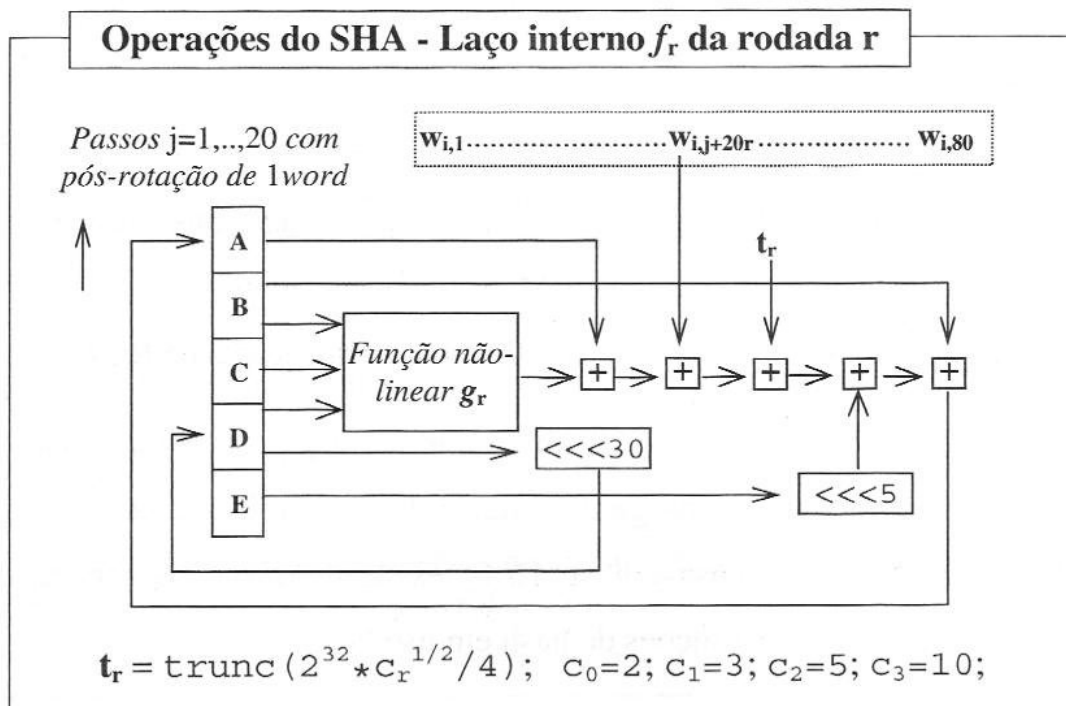 Operações do SHA - Laço interno fr da rodada r
Passos j=1,..,20 com
pós-rotação de 1word
wi,1 ........................ wi,j+20r ................... wi,80
tr
A
B
C
D
E
Função não-
linear gr
+
+
+
+
+
<<<30
<<<5
tr = trunc(2^32*cr^1/2/4); c0=2; c1=3; c2=5; c3=10;